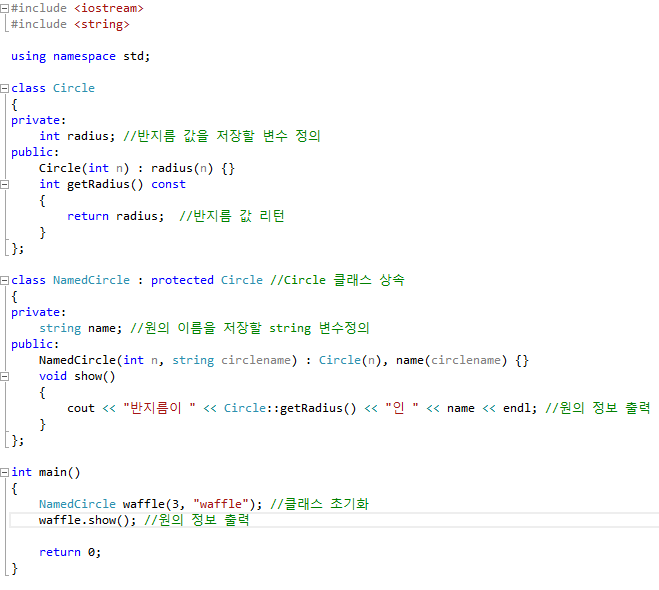 #include <iostream>
#include <string>
using namespace std;
class Circle
{
private:
int radius; //반지름 값을 저장할 변수 정의
public:
Circle(int n) : radius(n) {}
int getRadius() const
{
return radius;  //반지름 값 리턴
}
};
class NamedCircle : protected Circle //Circle 클래스 상속
{
private:
string name; //원의 이름을 저장할 string 변수정의
public:
NamedCircle(int n, string circlename) : Circle(n), name(circlename) {}
void show()
{
cout << "반지름이 " << Circle::getRadius() << "인 " << name << endl; //원의 정보 출력
}
};
int main()
{
NamedCircle waffle(3, "waffle"); //클래스 초기화
waffle.show(); //원의 정보 출력
return 0;
}